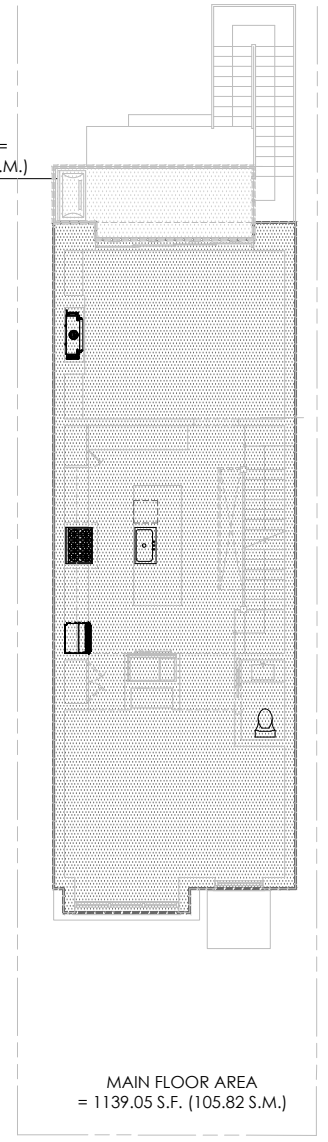 =
.M.)
MAIN FLOOR AREA
= 1139.05 S.F. (105.82 S.M.)